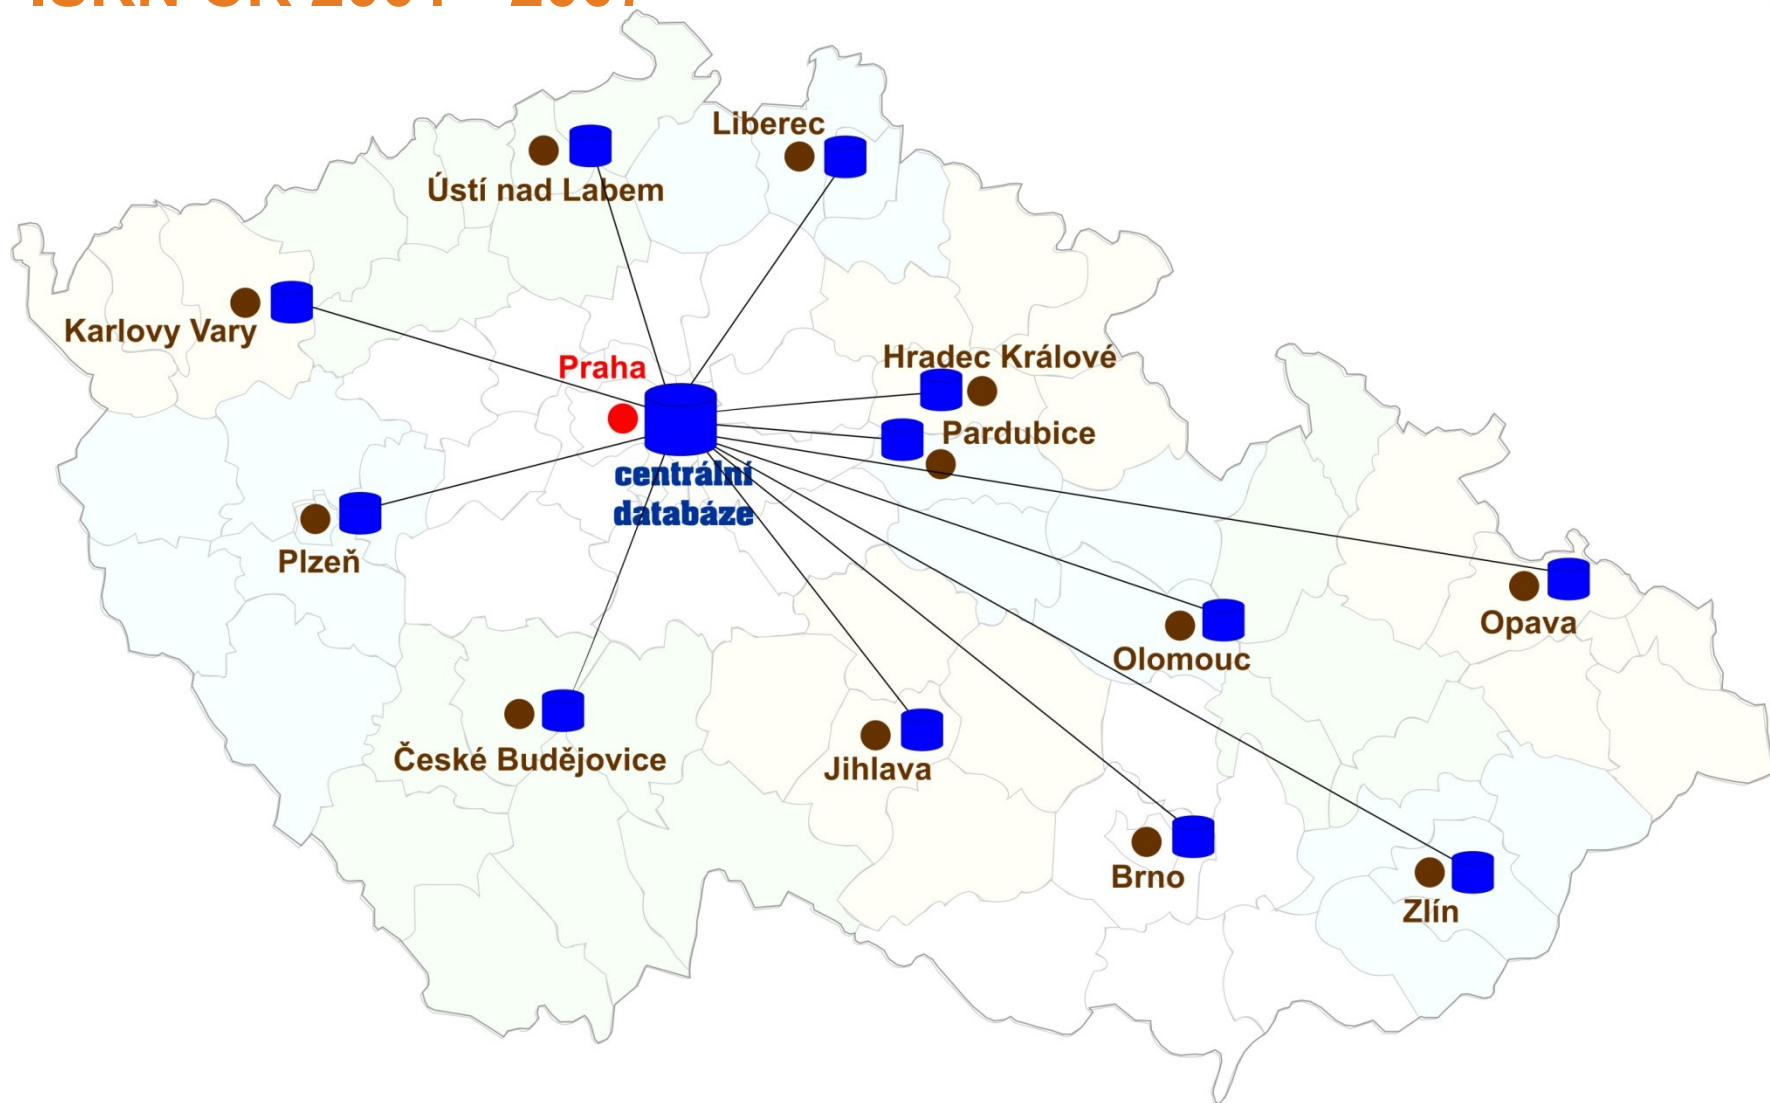 Liberec
Ústí nad Labem
Karlovy Vary
Praha
Hradec Králové
Pardubice
centrální
databáze
Plzeň
Opava
Olomouc
České Budějovice
Jihlava
Brno
Zlín